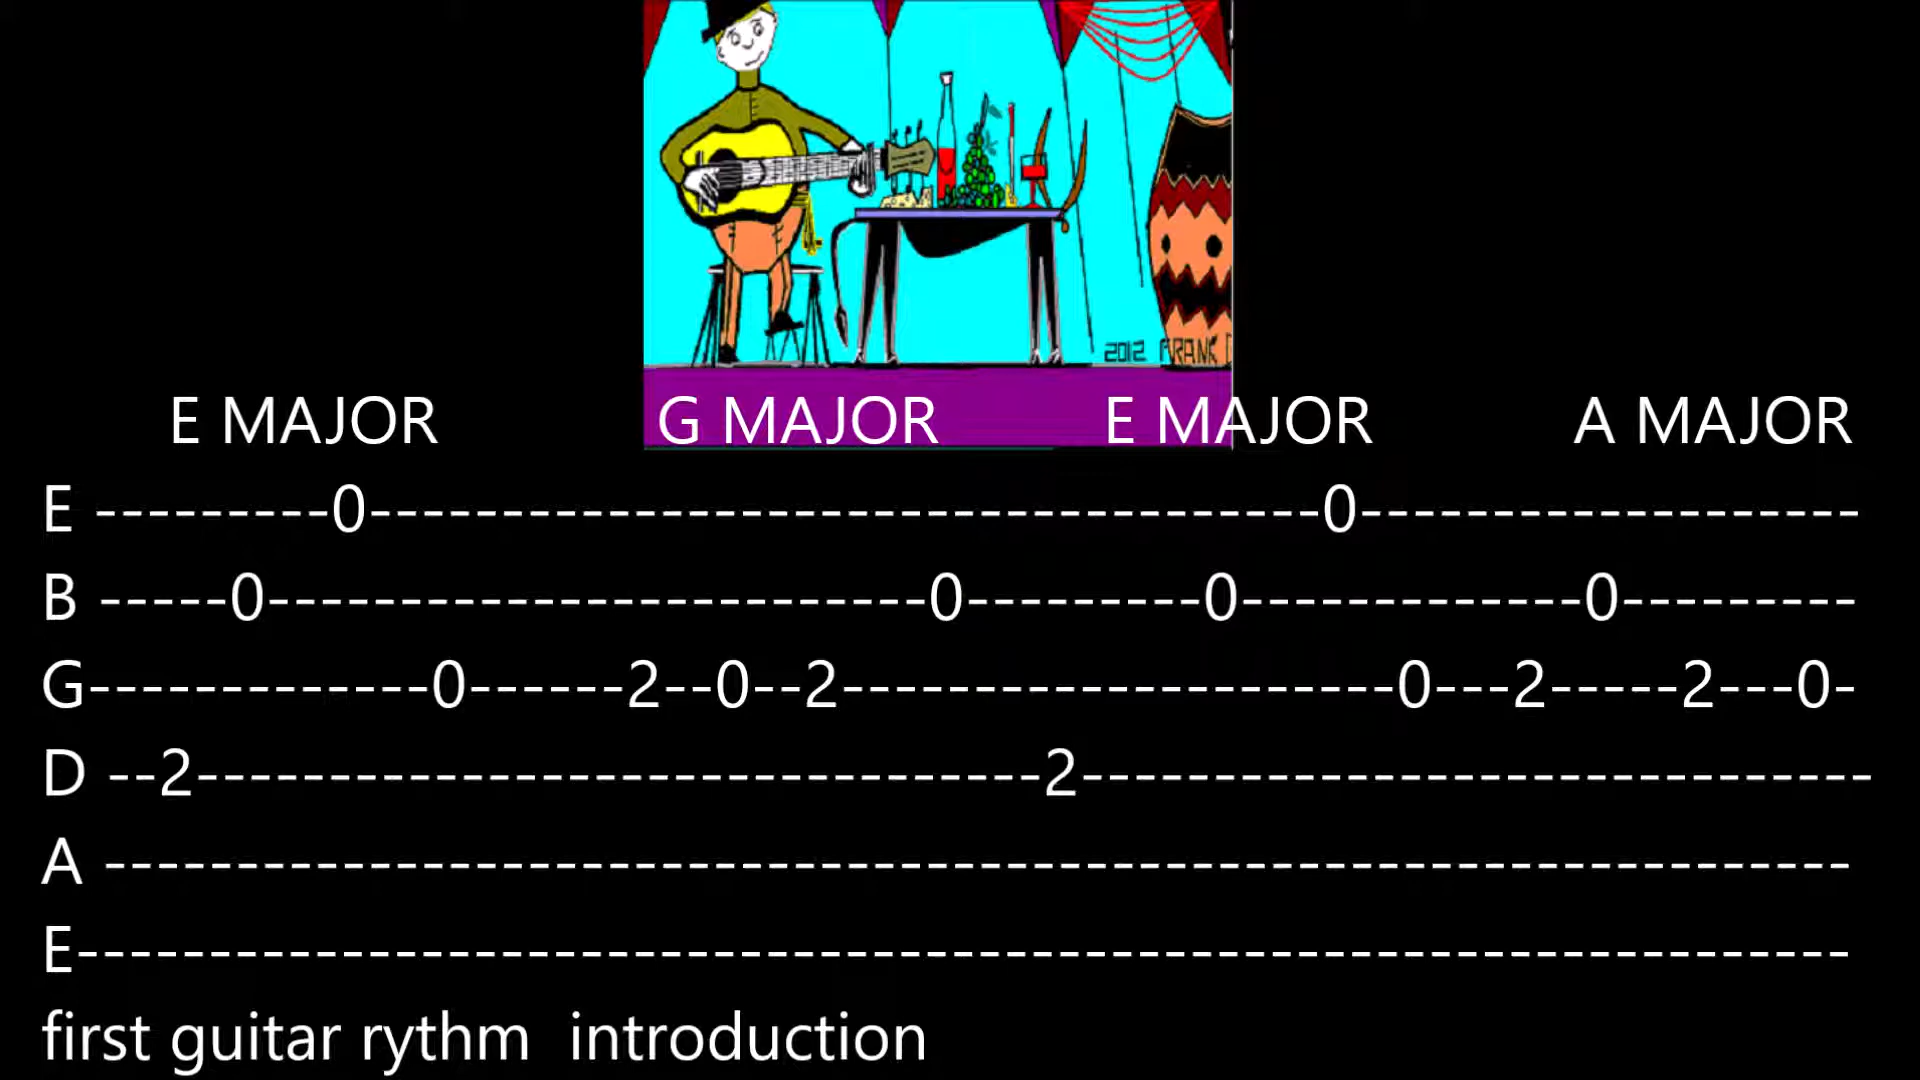 2012 FRANK
E MAJOR G MAJOR E MAJOR A MAJOR
E ---------0------------------------------------0-------------------
B -----0-------------------------0---------0-------------0---------
G-------------0------2--0--2---------------------0---2-----2---0-
D --2--------------------------------2------------------------------
A ------------------------------------------------------------------
E-------------------------------------------------------------------
first guitar rythm introduction